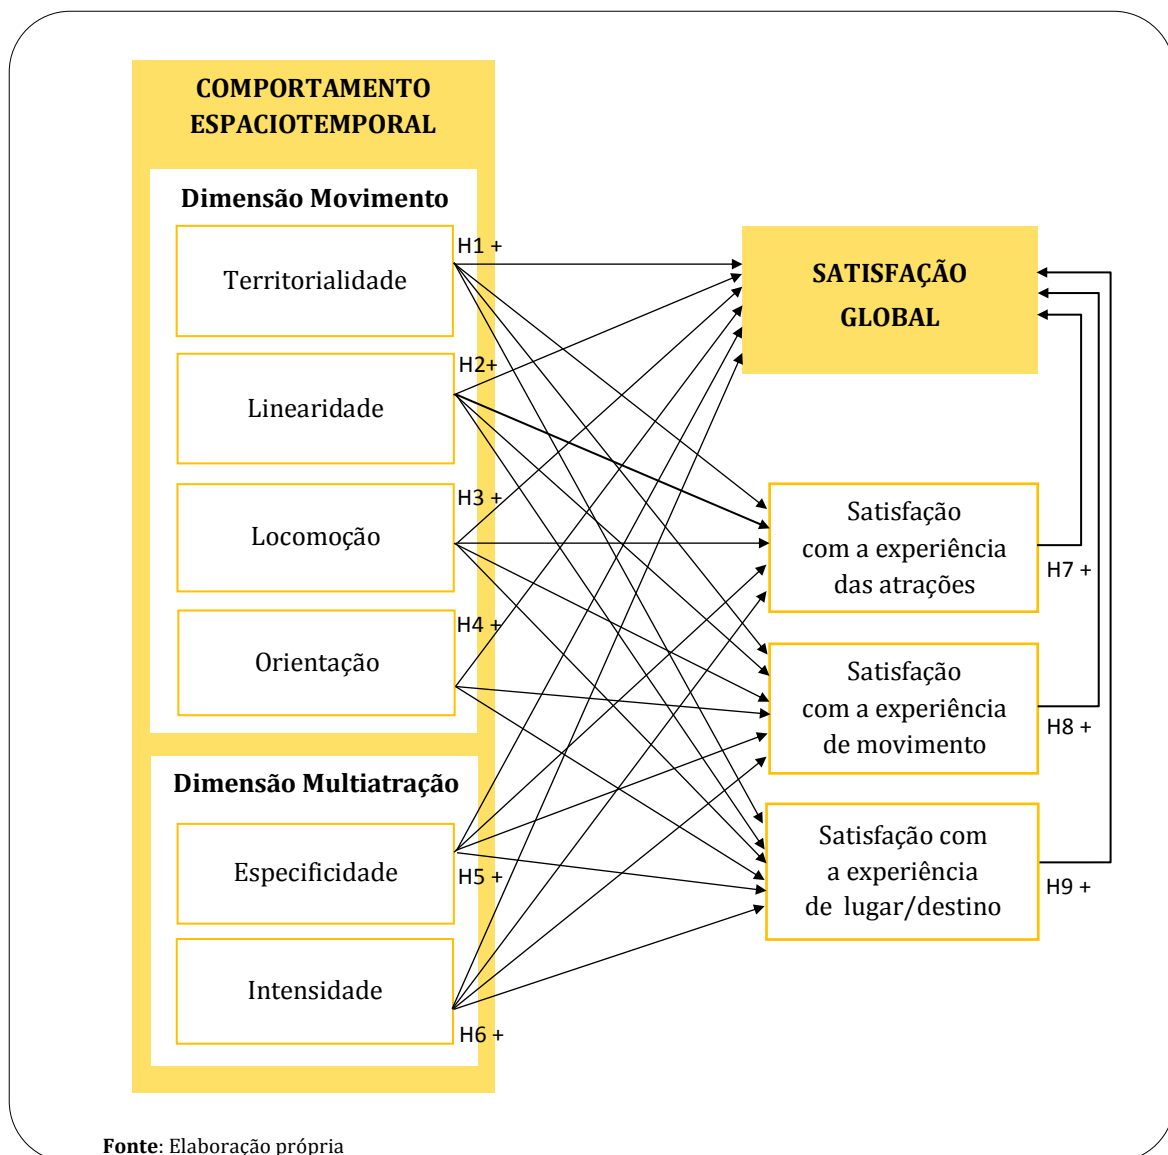 COMPORTAMENTO
ESPACIOTEMPORAL
Dimensão Movimento
H1 +
Territorialidade
H2+
Linearidade
H3 +
Locomoção
H4 +
Orientação
Dimensão Multiatração
Especificidade
H5 +
Intensidade
H6 +
SATISFAÇÃO
GLOBAL
Satisfação
com a experiência
das atrações
H7 +
Satisfação
com a experiência
de movimento
H8 +
Satisfação com
a experiência
de lugar/destino
H9 +
Fonte: Elaboração própria